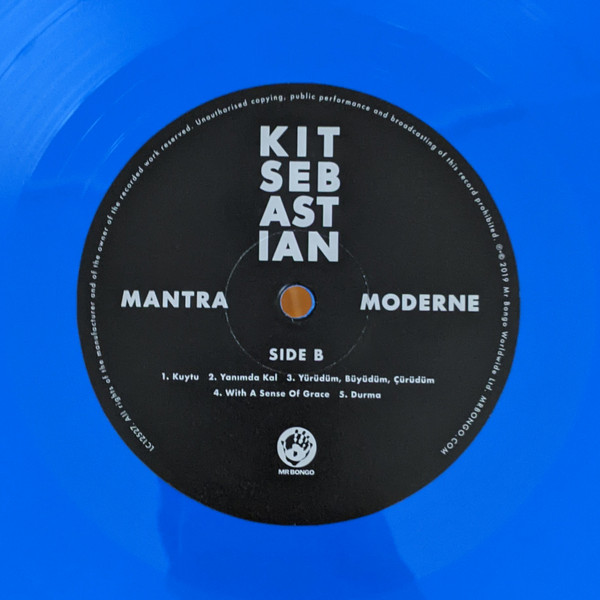 KIT
SEB
AST
IAN
MANTRA MODERNE
SIDE B
1. Kuytu 2. Yanımda Kal 3. Yürüdüm, Büyüdüm, Çürüdüm
4. With A Sense Of Grace 5. Durma
MR BONGO
(LC12527. All rights of the manufacturer and of the owner of the recorded work reserved. Unauthorised copying, public performance and broadcasting of this record prohibited. ℗+© 2019 Mr Bongo Worldwide Ltd. MRBONGO.COM